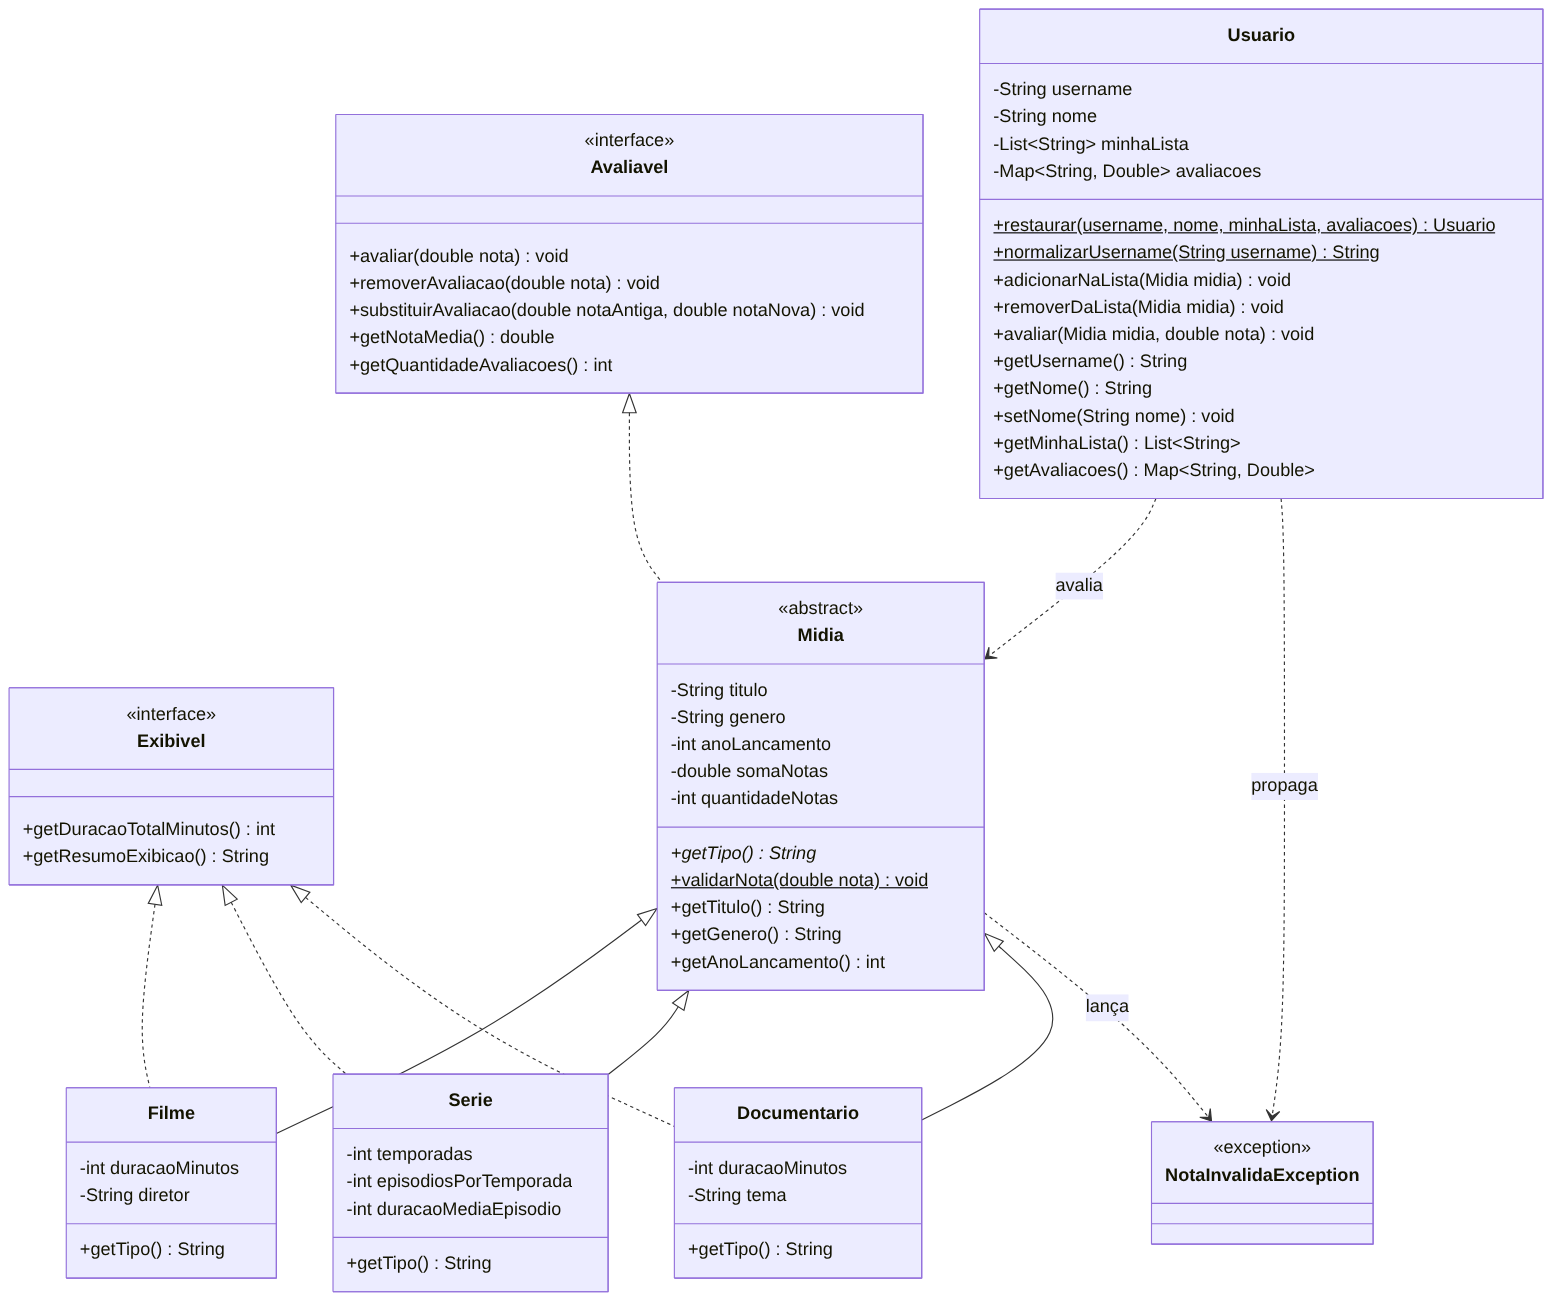 Usuario
-String username
-String nome
-List<String> minhaLista
-Map<String, Double> avaliacoes
+restaurar(username, nome, minhaLista, avaliacoes) : Usuario
+normalizarUsername(String username) : String
+adicionarNaLista(Midia midia) : void
+removerDaLista(Midia midia) : void
+avaliar(Midia midia, double nota) : void
+getUsername() : String
+getNome() : String
+setNome(String nome) : void
+getMinhaLista() : List<String>
+getAvaliacoes() : Map<String, Double>
«interface»
Avaliavel
+avaliar(double nota) : void
+removerAvaliacao(double nota) : void
+substituirAvaliacao(double notaAntiga, double notaNova) : void
+getNotaMedia() : double
+getQuantidadeAvaliacoes() : int
avalia
«abstract»
Midia
-String titulo
-String genero
-int anoLancamento
-double somaNotas
-int quantidadeNotas
+getTipo() : String
+validarNota(double nota) : void
+getTitulo() : String
+getGenero() : String
+getAnoLancamento() : int
«interface»
Exibivel
+getDuracaoTotalMinutos() : int
+getResumoExibicao() : String
propaga
lança
Filme
-int duracaoMinutos
-String diretor
+getTipo() : String
Serie
-int temporadas
-int episodiosPorTemporada
-int duracaoMediaEpisodio
+getTipo() : String
Documentario
-int duracaoMinutos
-String tema
+getTipo() : String
«exception»
NotaInvalidaException